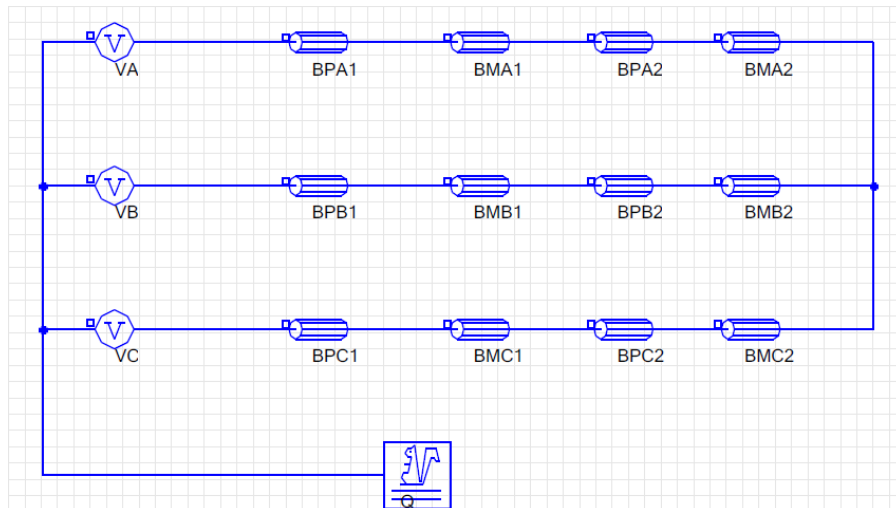 V
VA
BPA1
BMA1
BPA2
BMA2
V
VB
BPB1
BMB1
BPB2
BMB2
V
VC
BPC1
BMC1
BPC2
BMC2
Q